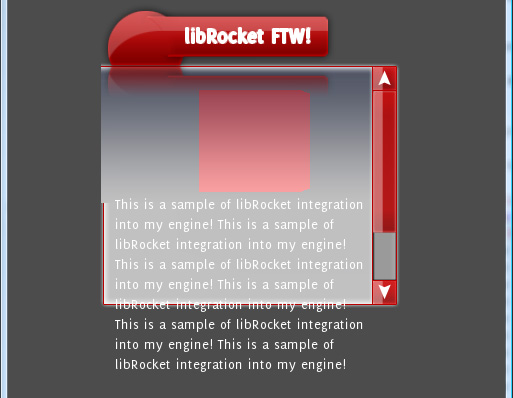 libRocket FTW!
This is a sample of libRocket integration
into my engine! This is a sample of
libRocket integration into my engine!
This is a sample of libRocket integration
into my engine! This is a sample of
libRocket integration into my engine!
This is a sample of libRocket integration
into my engine! This is a sample of
libRocket integration into my engine!